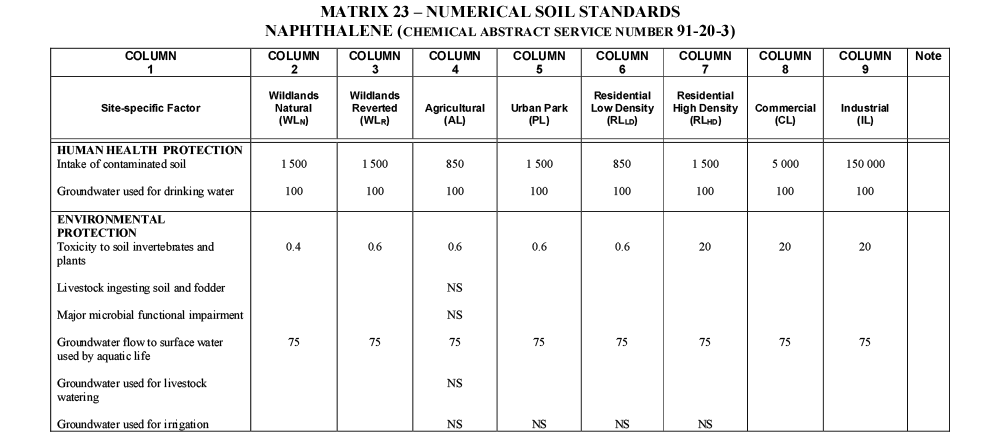 MATRIX 23 – NUMERICAL SOIL STANDARDS
NAPHTHALENE (CHEMICAL ABSTRACT SERVICE NUMBER 91-20-3)
COLUMN 1 COLUMN 2 COLUMN 3 COLUMN 4 COLUMN 5 COLUMN 6 COLUMN 7 COLUMN 8 COLUMN 9 Note
Site-specific Factor Wildlands Natural (WLN) Wildlands Reverted (WLR) Agricultural (AL) Urban Park (PL) Residential Low Density (RLLD) Residential High Density (RLHD) Commercial (CL) Industrial (IL)
HUMAN HEALTH PROTECTION
Intake of contaminated soil 1 500 1 500 850 1 500 850 1 500 5 000 150 000
Groundwater used for drinking water 100 100 100 100 100 100 100 100
ENVIRONMENTAL
PROTECTION
Toxicity to soil invertebrates and 0.4 0.6 0.6 0.6 0.6 20 20 20
plants
Livestock ingesting soil and fodder NS
Major microbial functional impairment NS
Groundwater flow to surface water 75 75 75 75 75 75 75 75
used by aquatic life
Groundwater used for livestock NS
watering
Groundwater used for irrigation NS NS NS NS